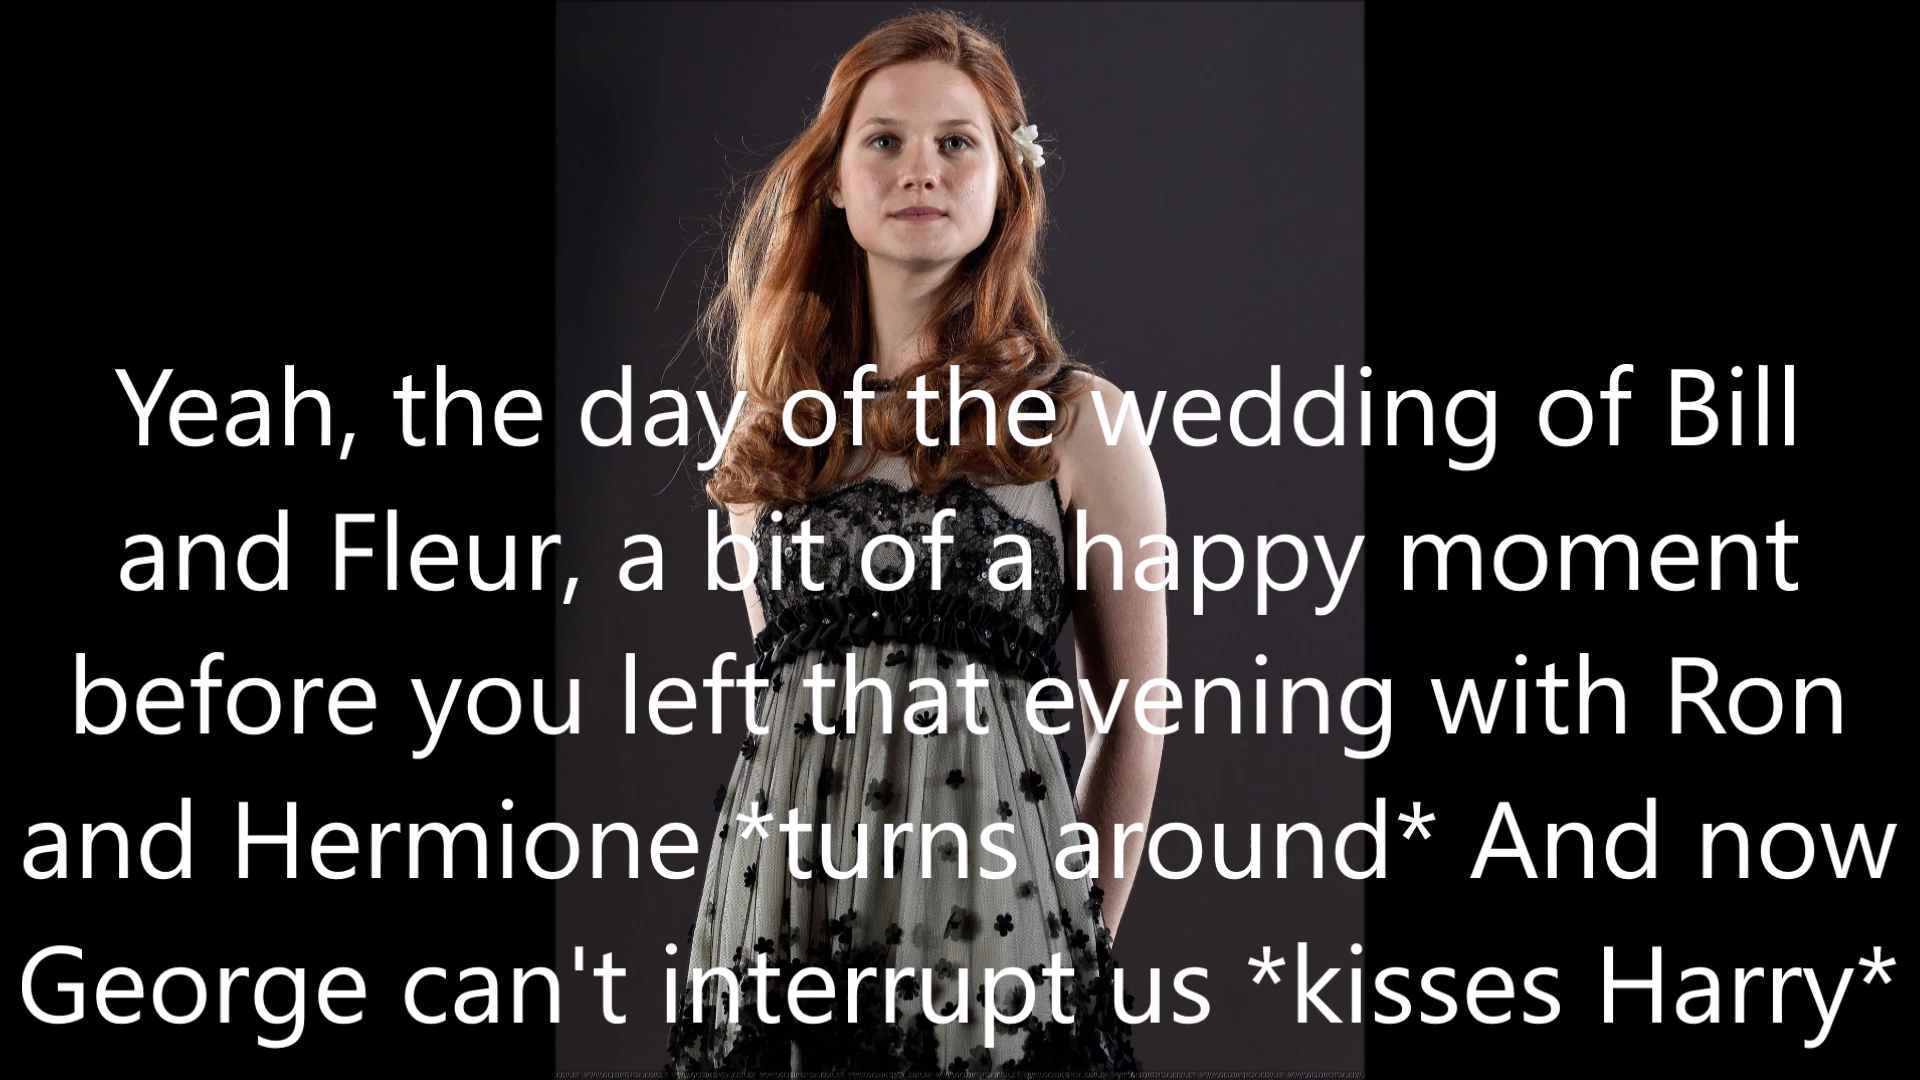 Yeah, the day of the wedding of Bill
and Fleur, a bit of a happy moment
before you left that evening with Ron
and Hermione *turns around* And now
George can't interrupt us *kisses Harry*